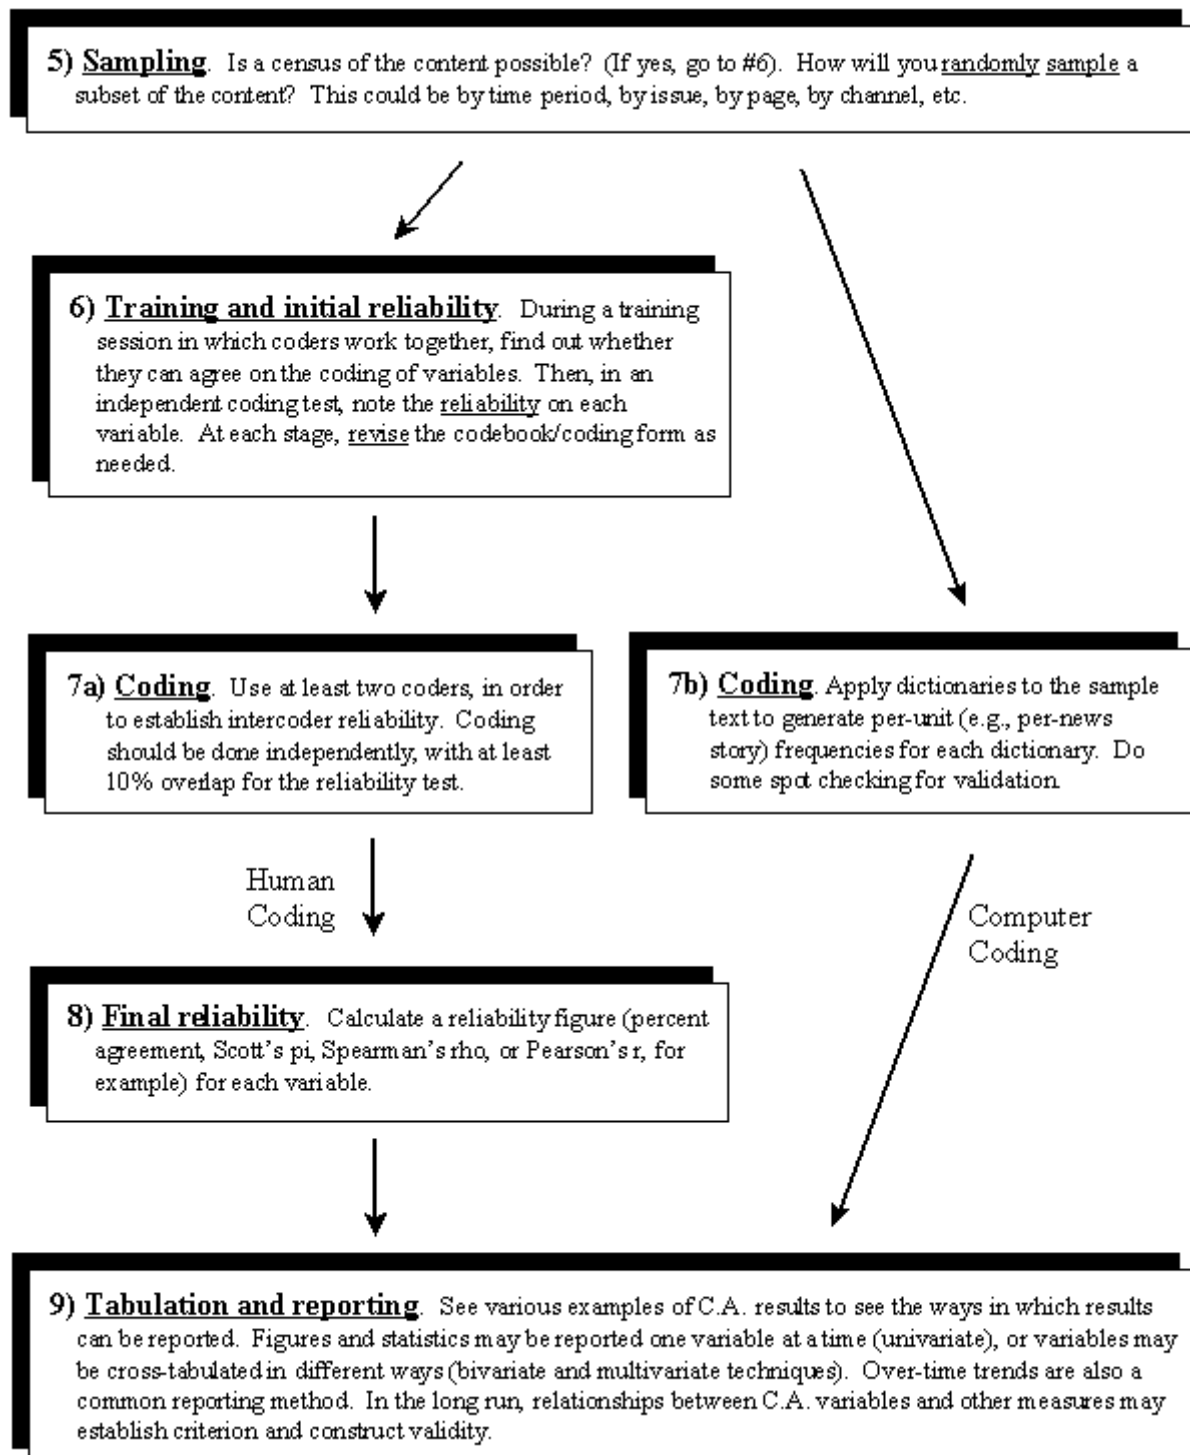 5) Sampling. Is a census of the content possible? (If yes, go to #6). How will you randomly sample a
subset of the content? This could be by time period, by issue, by page, by channel, etc.
6) Training and initial reliability. During a training
session in which coders work together, find out whether
they can agree on the coding of variables. Then, in an
independent coding test, note the reliability on each
variable. At each stage, revise the codebook/coding form as
needed.
7a) Coding. Use at least two coders, in order
to establish intercoder reliability. Coding
should be done independently, with at least
10% overlap for the reliability test.
7b) Coding. Apply dictionaries to the sample
text to generate per-unit (e.g., per-news
story) frequencies for each dictionary. Do
some spot checking for validation.
Human
Coding
Computer
Coding
8) Final reliability. Calculate a reliability figure (percent
agreement, Scott's pi, Spearman's rho, or Pearson's r, for
example) for each variable.
9) Tabulation and reporting. See various examples of C.A. results to see the ways in which results
can be reported. Figures and statistics may be reported one variable at a time (univariate), or variables may
be cross-tabulated in different ways (bivariate and multivariate techniques). Over-time trends are also a
common reporting method. In the long run, relationships between C.A. variables and other measures may
establish criterion and construct validity.